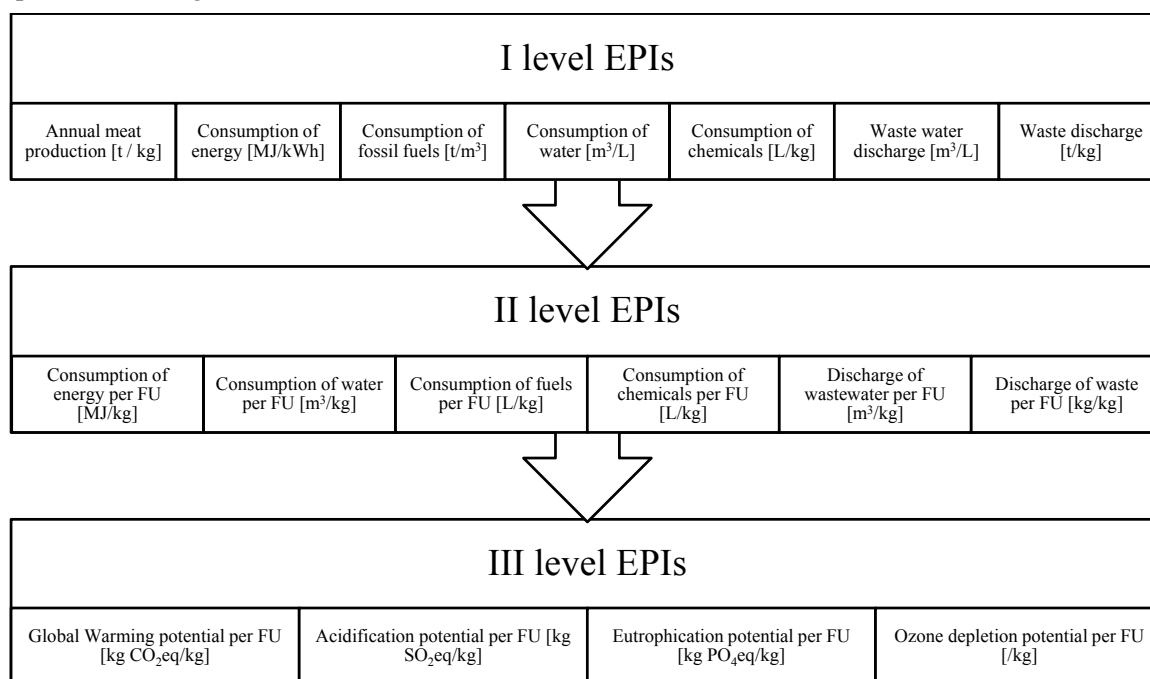 I level EPIs
Annual meat
production [t / kg]
Consumption of
energy [MJ/kWh]
Consumption of
fossil fuels [t/m³]
Consumption of
water [m³/L]
Consumption of
chemicals [L/kg]
Waste water
discharge [m³/L]
Waste discharge
[t/kg]
II level EPIs
Consumption of
energy per FU
[MJ/kg]
Consumption of water
per FU [m³/kg]
Consumption of fuels
per FU [L/kg]
Consumption of
chemicals per FU
[L/kg]
Discharge of
wastewater per FU
[m³/kg]
Discharge of waste
per FU [kg/kg]
III level EPIs
Global Warming potential per FU
[kg CO₂eq/kg]
Acidification potential per FU [kg
SO₂eq/kg]
Eutrophication potential per FU
[kg PO₄eq/kg]
Ozone depletion potential per FU
[/kg]